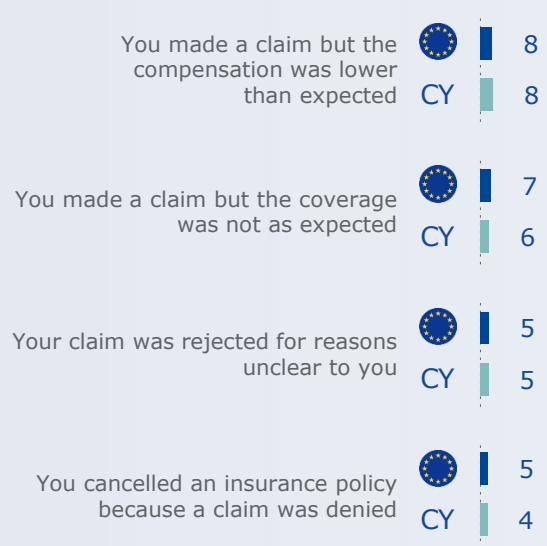 You made a claim but the
compensation was lower
than expected
8
CY 8
You made a claim but the coverage
was not as expected
7
CY 6
Your claim was rejected for reasons
unclear to you
5
CY 5
You cancelled an insurance policy
because a claim was denied
5
CY 4